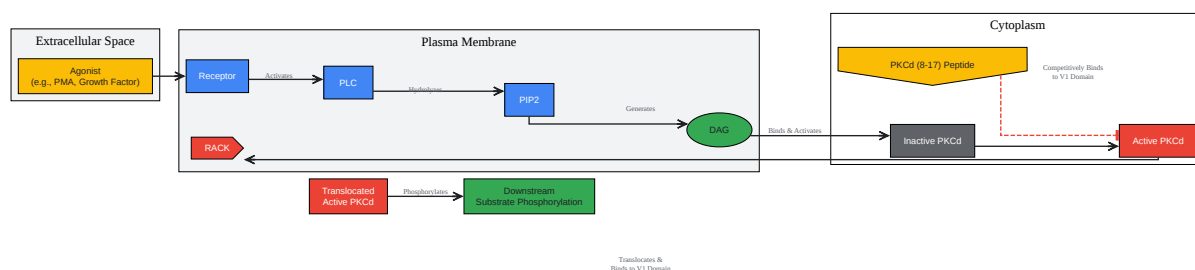 Extracellular Space
Agonist
(e.g., PMA, Growth Factor)
Plasma Membrane
Receptor
Activates
PLC
Hydrolyzes
PIP2
Generates
DAG
RACK
Binds & Activates
Cytoplasm
PKCd (8-17) Peptide
Competitively Binds
to V1 Domain
Inactive PKCd
Active PKCd
Translocated
Active PKCd
Phosphorylates
Downstream
Substrate Phosphorylation
Translocates &
Binds to V1 Domain